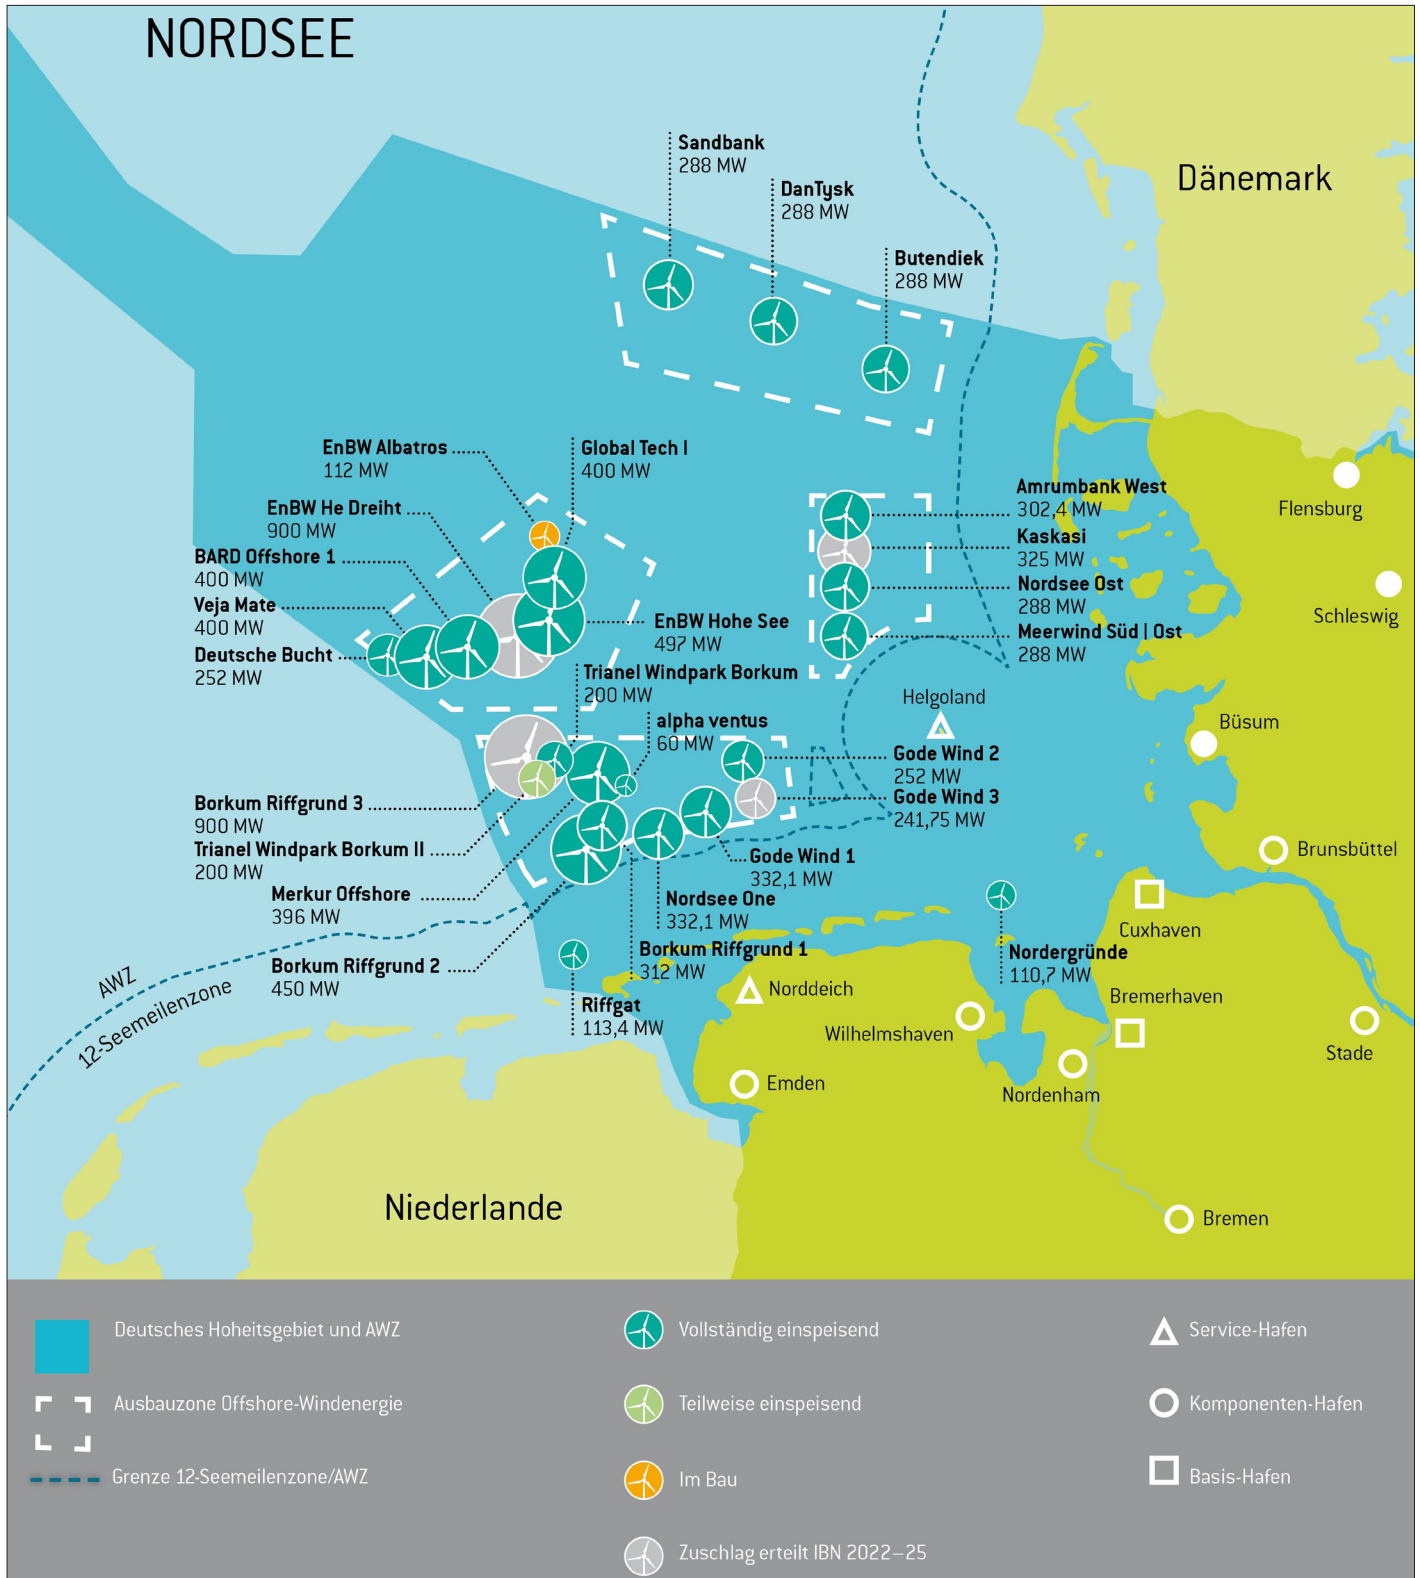 NORDSEE
Dänemark
Sandbank
288 MW
DanTysk
288 MW
Butendiek
288 MW
EnBW Albatros
112 MW
Global Tech I
400 MW
EnBW He Dreiht
900 MW
BARD Offshore 1
400 MW
Veja Mate
400 MW
Deutsche Bucht
252 MW
EnBW Hohe See
497 MW
Amrumbank West
302,4 MW
Kaskasi
325 MW
Nordsee Ost
288 MW
Meerwind Süd | Ost
288 MW
Flensburg
Schleswig
Trianel Windpark Borkum
200 MW
alpha ventus
60 MW
Helgoland
Büsum
Gode Wind 2
252 MW
Gode Wind 3
241,75 MW
Borkum Riffgrund 3
900 MW
Trianel Windpark Borkum II
200 MW
Merkur Offshore
396 MW
Borkum Riffgrund 2
450 MW
Gode Wind 1
332,1 MW
Nordsee One
332,1 MW
Borkum Riffgrund 1
312 MW
Riffgat
113,4 MW
Nordergründe
110,7 MW
Brunsbüttel
Cuxhaven
Norddeich
Bremerhaven
Wilhelmshaven
Stade
Emden
Nordenham
Bremen
AWZ
12-Seemeilenzone
Niederlande
Deutsches Hoheitsgebiet und AWZ
Ausbauzone Offshore-Windenergie
Grenze 12-Seemeilenzone/AWZ
Vollständig einspeisend
Teilweise einspeisend
Im Bau
Zuschlag erteilt IBN 2022–25
Service-Hafen
Komponenten-Hafen
Basis-Hafen